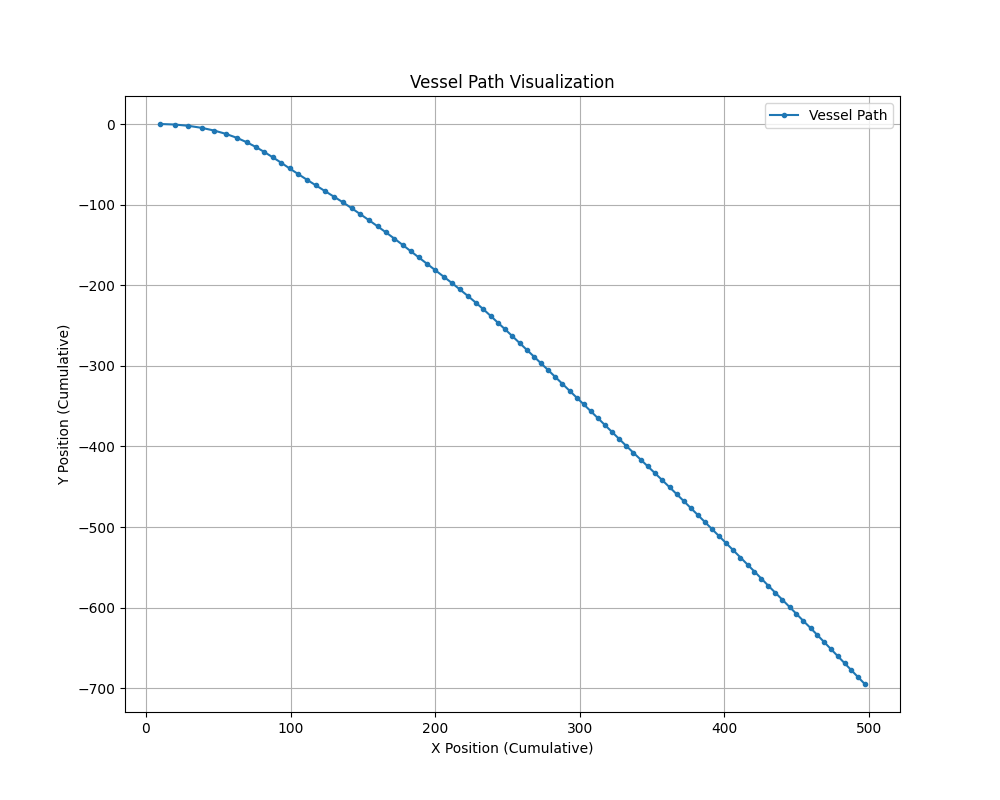 Vessel Path Visualization
Vessel Path
0
−100
−200
−300
−400
−500
−600
−700
Y Position (Cumulative)
0 100 200 300 400 500
X Position (Cumulative)